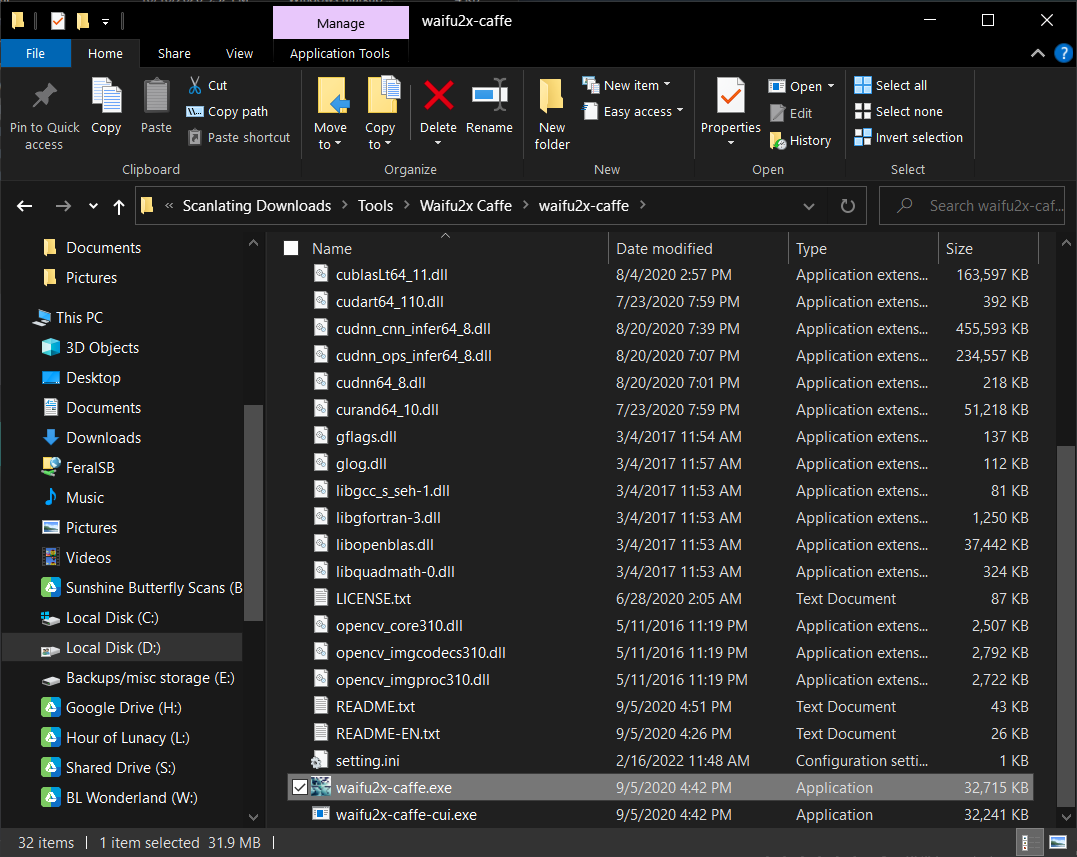 Manage
waifu2x-caffe
File
Home
Share
View
Application Tools
Pin to Quick access
Copy
Paste
Cut
Copy path
Paste shortcut
Clipboard
Move to
Copy to
Delete
Rename
Organize
New folder
New item
Easy access
New
Properties
Open
Edit
History
Open
Select all
Select none
Invert selection
Select
« Scanlating Downloads > Tools > Waifu2x Caffe > waifu2x-caffe >
Search waifu2x-caf...
Documents
Pictures
This PC
3D Objects
Desktop
Documents
Downloads
FeralSB
Music
Pictures
Videos
Sunshine Butterfly Scans (B
Local Disk (C:)
Local Disk (D:)
Backups/misc storage (E:)
Google Drive (H:)
Hour of Lunacy (L:)
Shared Drive (S:)
BL Wonderland (W:)
Name Date modified Type Size
cublasLt64_11.dll 8/4/2020 2:57 PM Application extens... 163,597 KB
cudart64_110.dll 7/23/2020 7:59 PM Application extens... 392 KB
cudnn_cnn_infer64_8.dll 8/20/2020 7:39 PM Application extens... 455,593 KB
cudnn_ops_infer64_8.dll 8/20/2020 7:07 PM Application extens... 234,557 KB
cudnn64_8.dll 8/20/2020 7:01 PM Application extens... 218 KB
curand64_10.dll 7/23/2020 7:59 PM Application extens... 51,218 KB
gflags.dll 3/4/2017 11:54 AM Application extens... 137 KB
glog.dll 3/4/2017 11:57 AM Application extens... 112 KB
libgcc_s_seh-1.dll 3/4/2017 11:53 AM Application extens... 81 KB
libgfortran-3.dll 3/4/2017 11:53 AM Application extens... 1,250 KB
libopenblas.dll 3/4/2017 11:53 AM Application extens... 37,442 KB
libquadmath-0.dll 3/4/2017 11:53 AM Application extens... 324 KB
LICENSE.txt 6/28/2020 2:05 AM Text Document 87 KB
opencv_core310.dll 5/11/2016 11:19 PM Application extens... 2,507 KB
opencv_imgcodecs310.dll 5/11/2016 11:19 PM Application extens... 2,792 KB
opencv_imgproc310.dll 5/11/2016 11:19 PM Application extens... 2,722 KB
README.txt 9/5/2020 4:51 PM Text Document 43 KB
README-EN.txt 9/5/2020 4:26 PM Text Document 26 KB
setting.ini 2/16/2022 11:48 AM Configuration setti... 1 KB
waifu2x-caffe.exe 9/5/2020 4:42 PM Application 32,715 KB
waifu2x-caffe-cui.exe 9/5/2020 4:42 PM Application 32,241 KB
32 items | 1 item selected 31.9 MB |